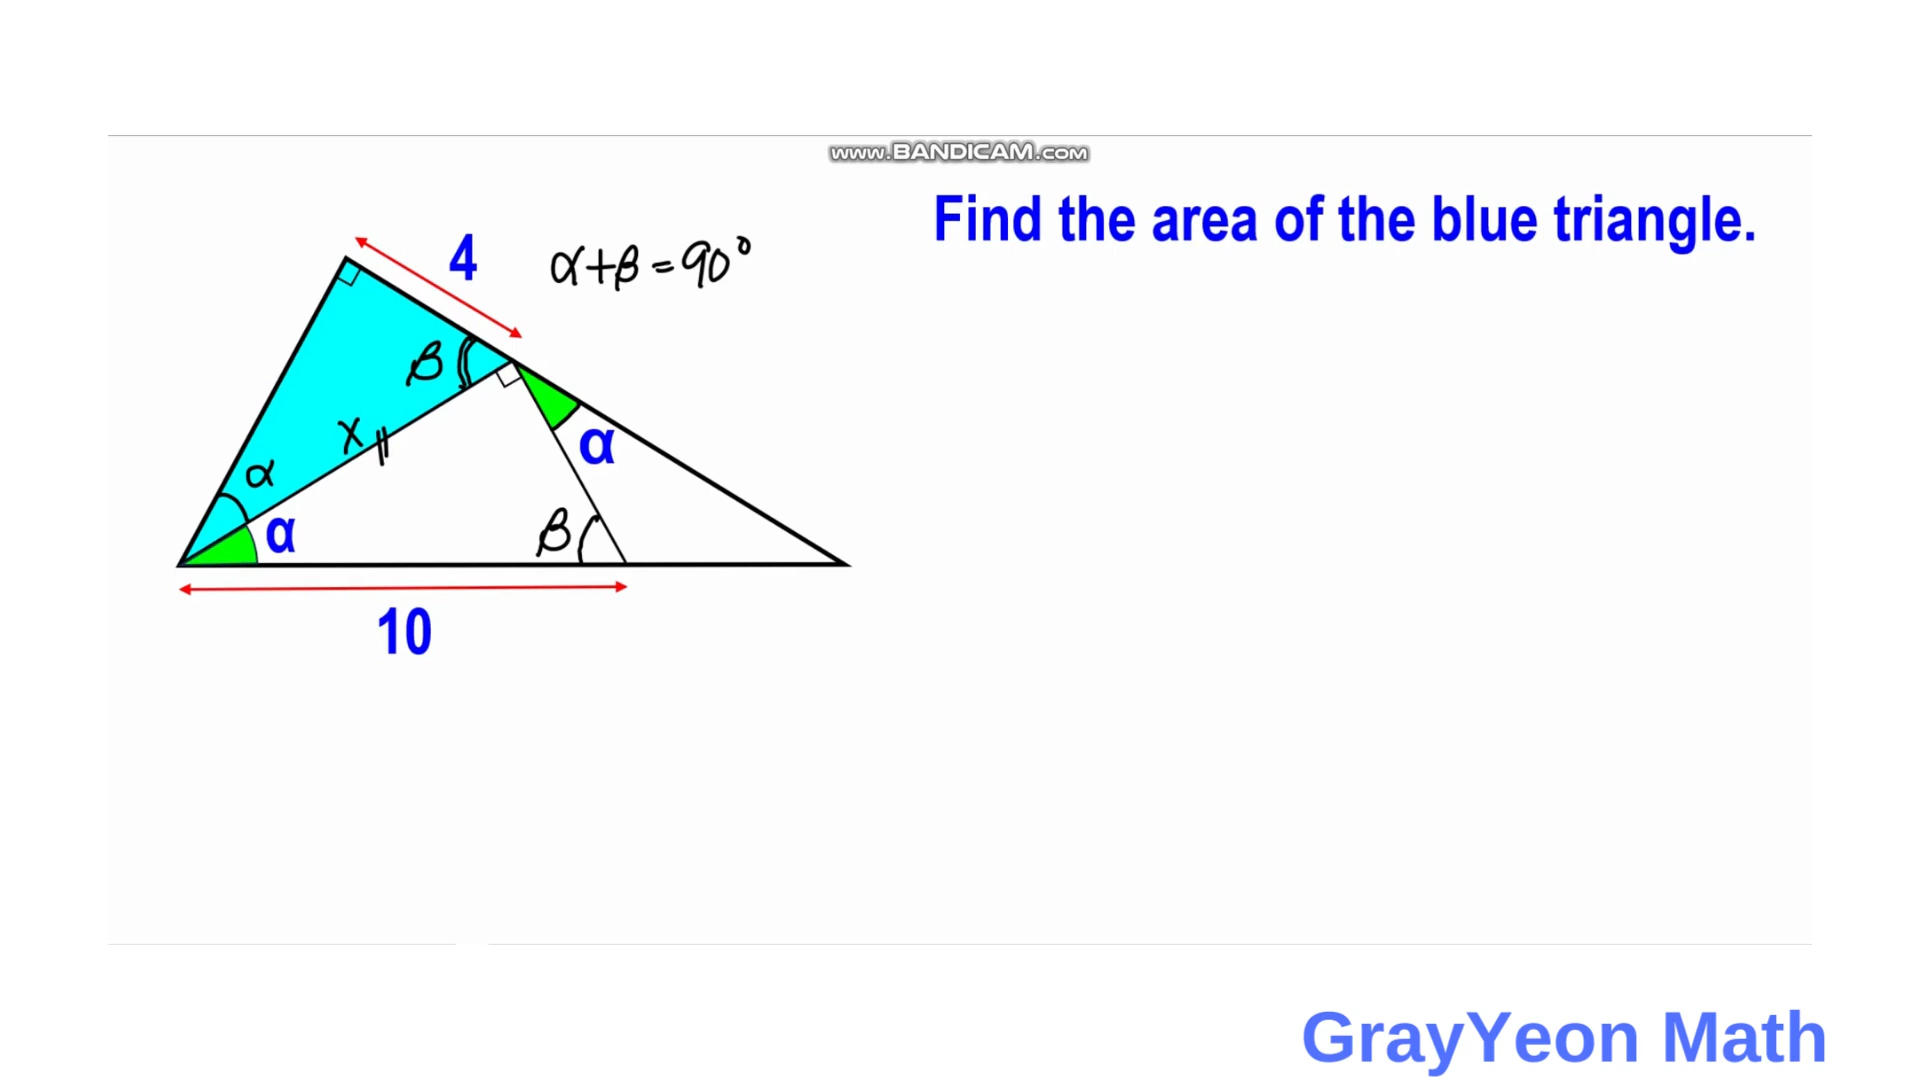 www.BANDICAM.com
Find the area of the blue triangle.
4
α+β=90°
β
α
x
α
α
β
10
GrayYeon Math